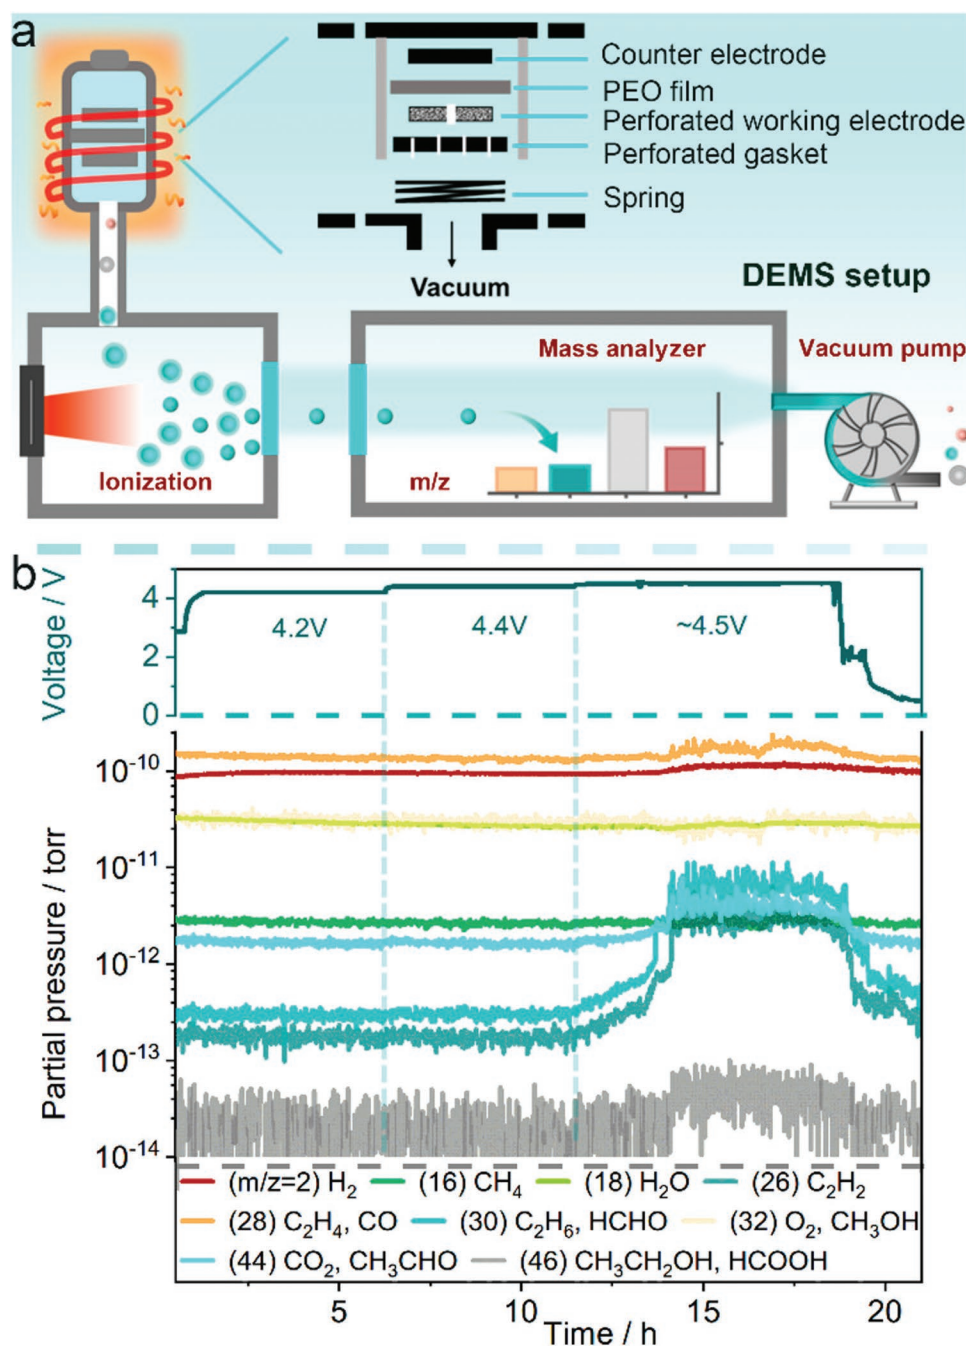 a
Counter electrode
PEO film
Perforated working electrode
Perforated gasket
Spring
Vacuum
DEMS setup
Mass analyzer
Vacuum pump
Ionization
m/z
b
Voltage / V
4
2
0
4.2V
4.4V
~4.5V
Partial pressure / torr
10⁻¹⁰
10⁻¹¹
10⁻¹²
10⁻¹³
10⁻¹⁴
(m/z=2) H₂ (16) CH₄ (18) H₂O (26) C₂H₂
(28) C₂H₄, CO (30) C₂H₆, HCHO (32) O₂, CH₃OH
(44) CO₂, CH₃CHO (46) CH₃CH₂OH, HCOOH
5 10 15 20
Time / h